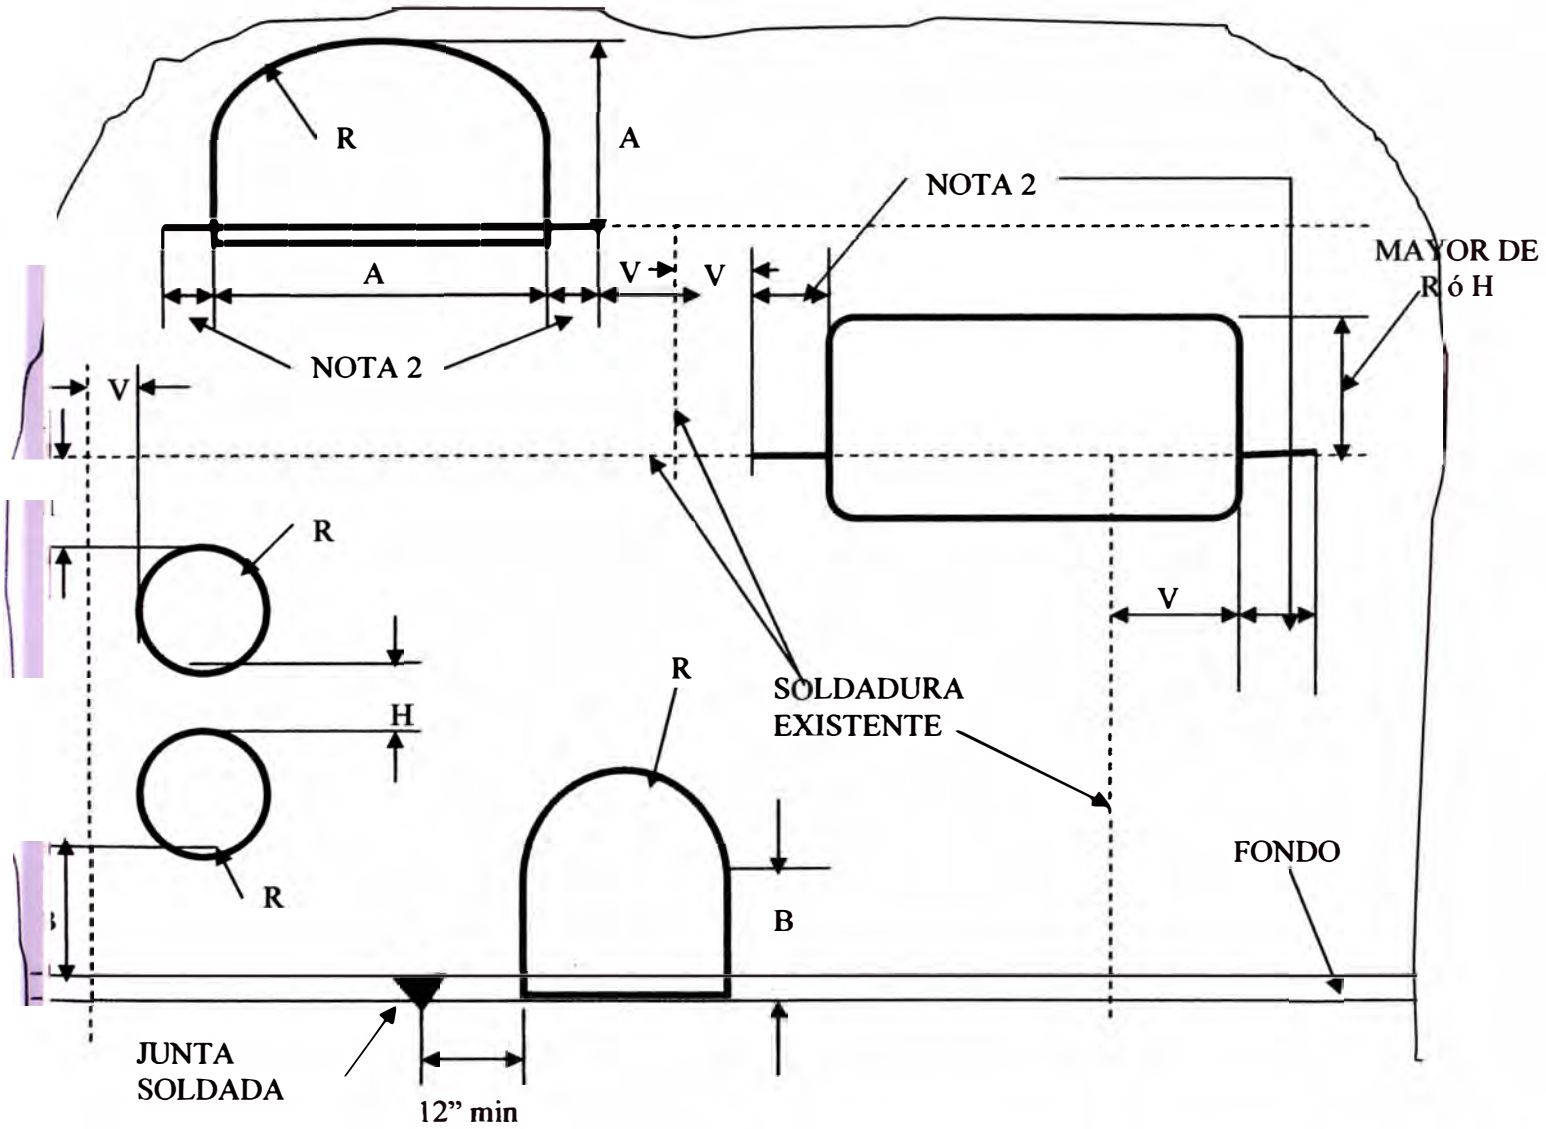 R
A
NOTA 2
MAYOR DE
R ó H
A
V
V
NOTA 2
V
R
V
R
SOLDADURA
EXISTENTE
H
FONDO
R
B
JUNTA
SOLDADA
12” min